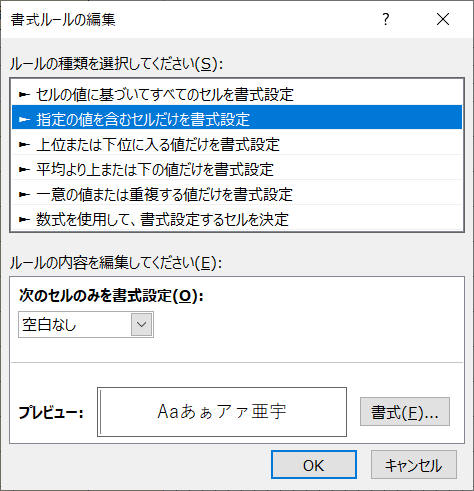 書式ルールの編集 ? ×
ルールの種類を選択してください(S):
► セルの値に基づいてすべてのセルを書式設定
► 指定の値を含むセルだけを書式設定
► 上位または下位に入る値だけを書式設定
► 平均より上または下の値だけを書式設定
► 一意の値または重複する値だけを書式設定
► 数式を使用して、書式設定するセルを決定
ルールの内容を編集してください(E):
次のセルのみを書式設定(O):
空白なし
プレビュー: Aaあぁアァ亜宇 書式(F)...
OK キャンセル